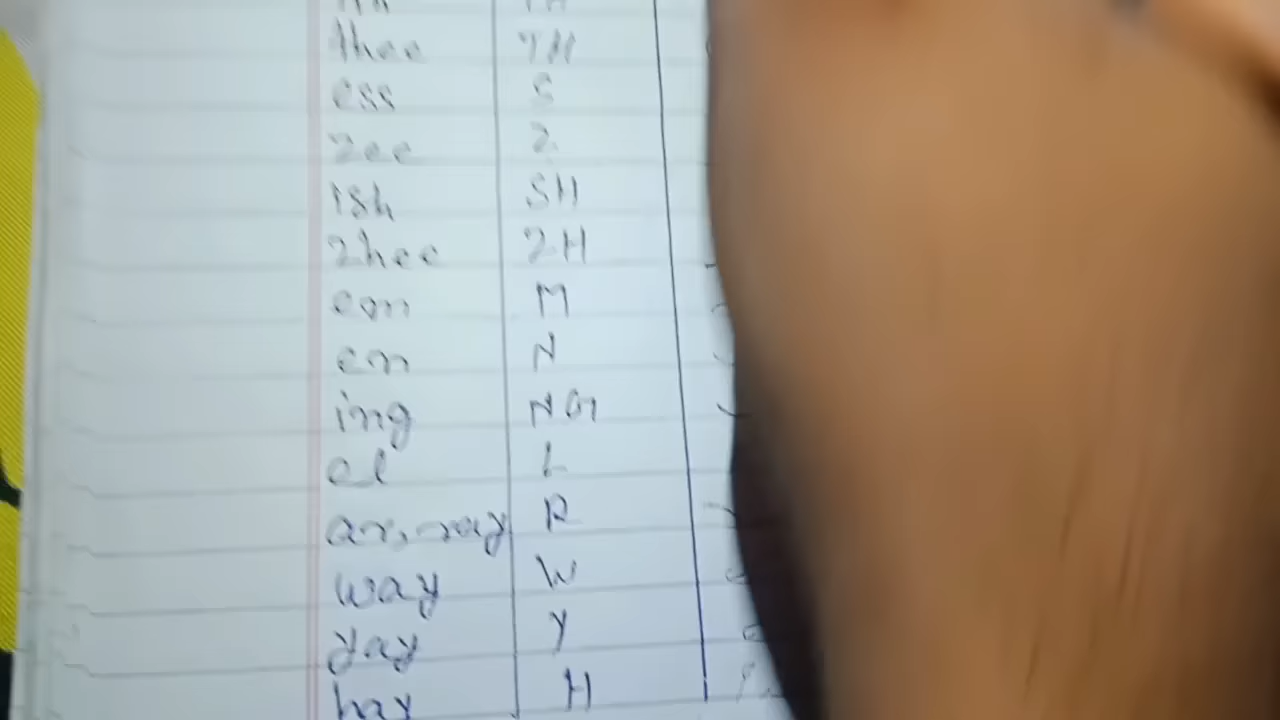 thee TH
ess S
zee Z
ish SH
zhee ZH
em M
en N
ing NG
el L
ar, ray R
way W
yay Y
hay H